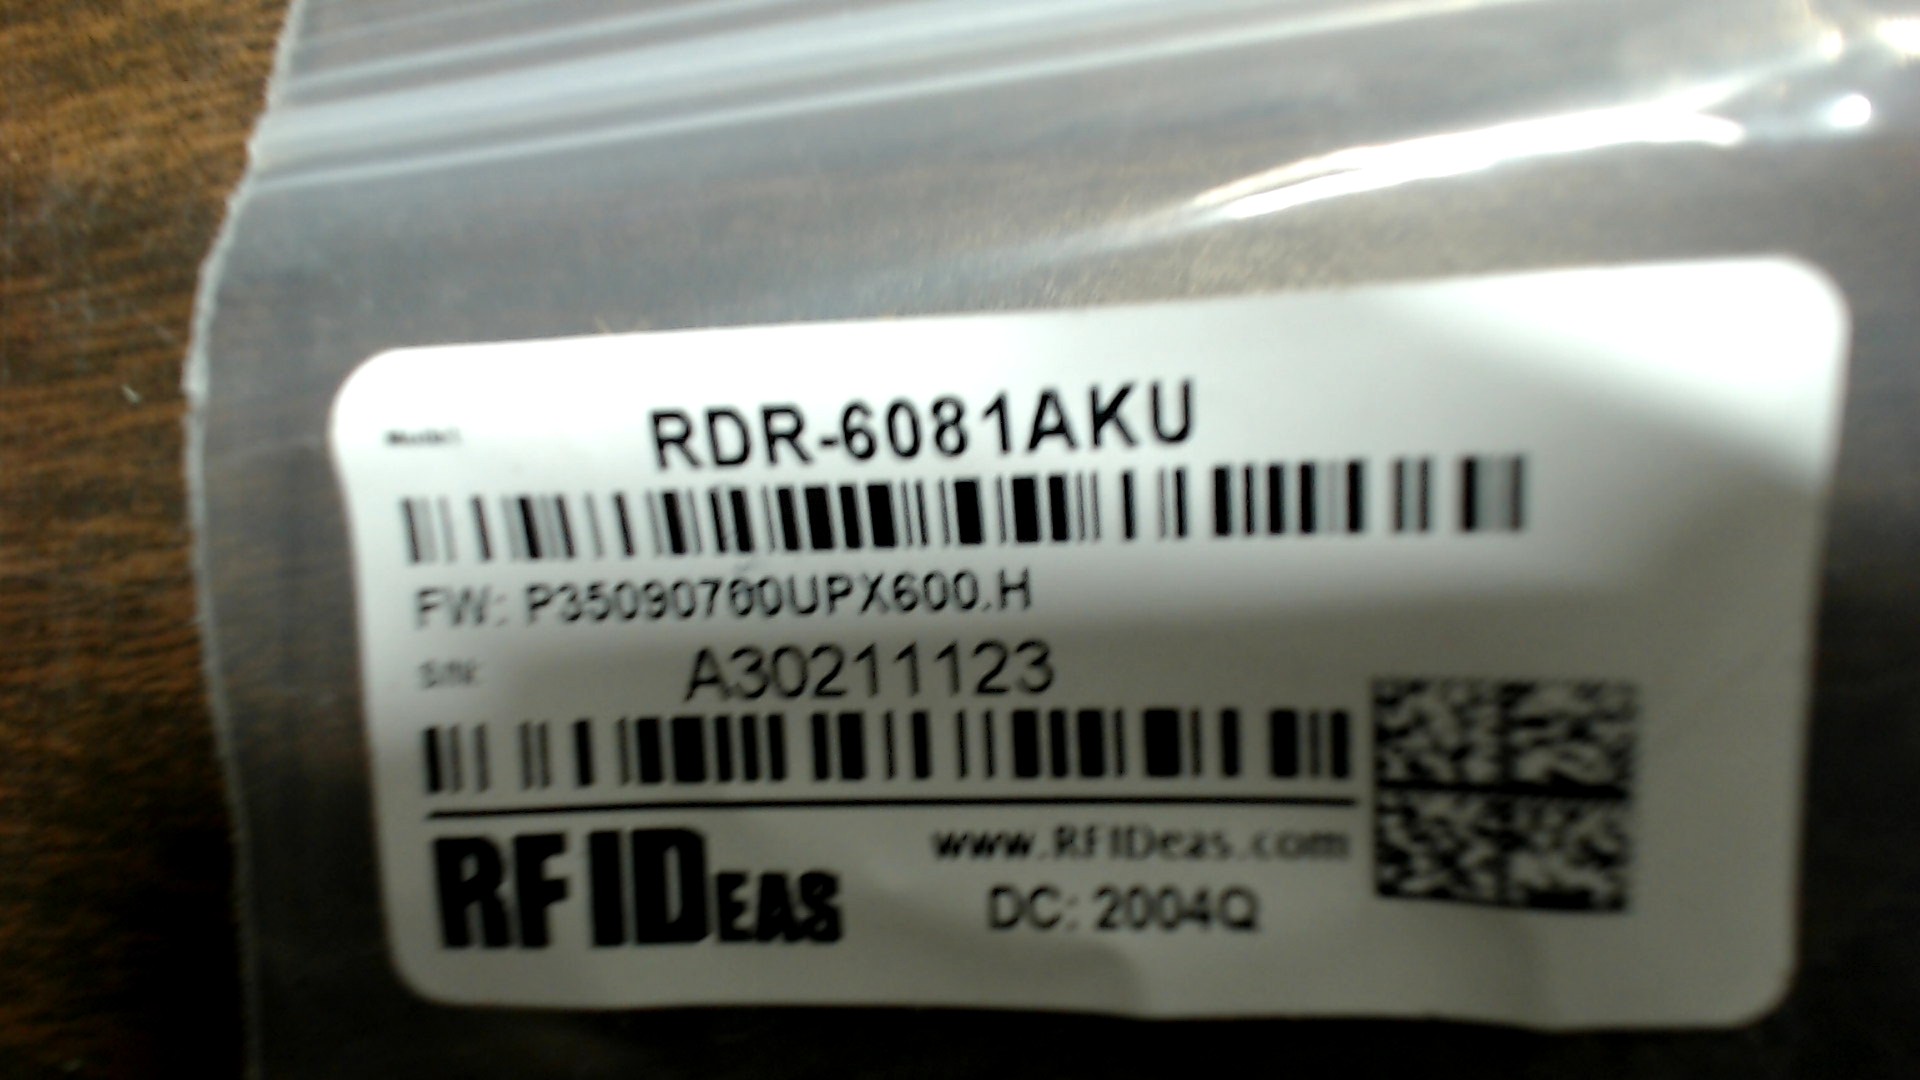 Model:
RDR-6081AKU
FW: P35090760UPX600.H
S/N:
A30211123
www.RFIDeas.com
RF IDEAS
DC: 2004Q